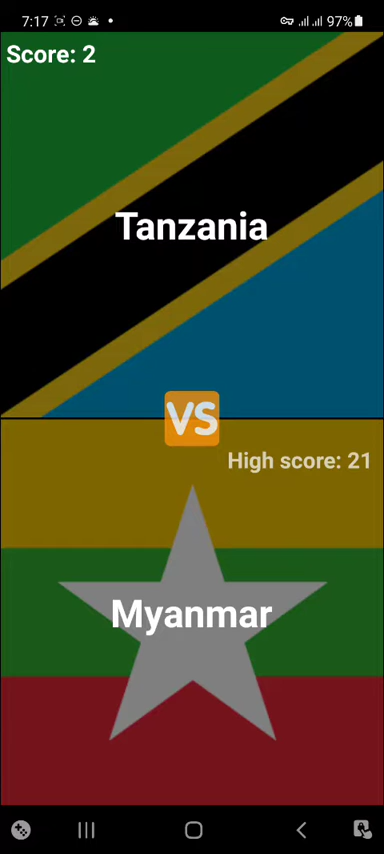 7:17
97%
Score: 2
Tanzania
VS
High score: 21
Myanmar